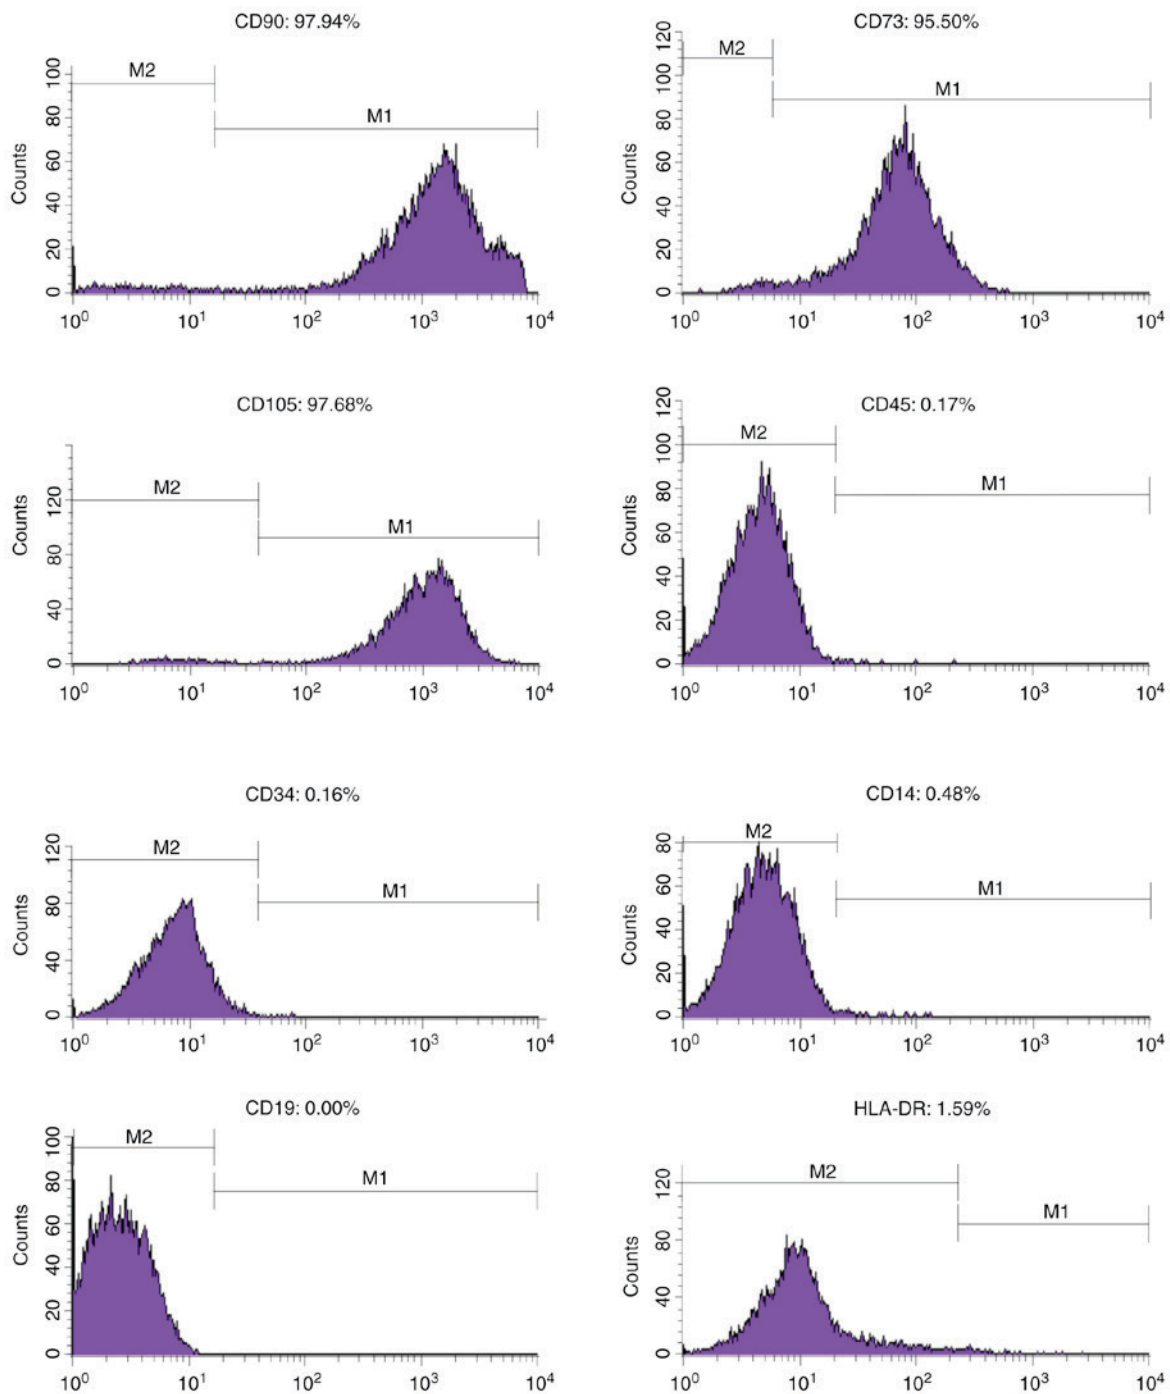 CD90: 97.94%
M2
M1
Counts
100
80
60
40
20
0
10⁰ 10¹ 10² 10³ 10⁴
CD73: 95.50%
M2
M1
Counts
120
100
80
60
40
20
0
10⁰ 10¹ 10² 10³ 10⁴
CD105: 97.68%
M2
M1
Counts
120
80
40
0
10⁰ 10¹ 10² 10³ 10⁴
CD45: 0.17%
M2
M1
Counts
120
100
80
60
40
20
0
10⁰ 10¹ 10² 10³ 10⁴
CD34: 0.16%
M2
M1
Counts
120
80
40
0
10⁰ 10¹ 10² 10³ 10⁴
CD14: 0.48%
M2
M1
Counts
80
60
40
20
0
10⁰ 10¹ 10² 10³ 10⁴
CD19: 0.00%
M2
M1
Counts
100
80
60
40
20
0
10⁰ 10¹ 10² 10³ 10⁴
HLA-DR: 1.59%
M2
M1
Counts
120
80
40
0
10⁰ 10¹ 10² 10³ 10⁴